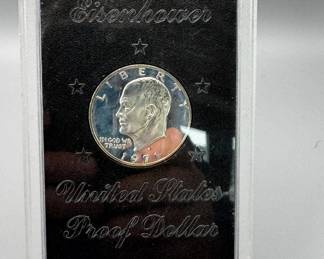 Eisenhower
LIBERTY
IN GOD WE
TRUST
United States
Proof Dollar